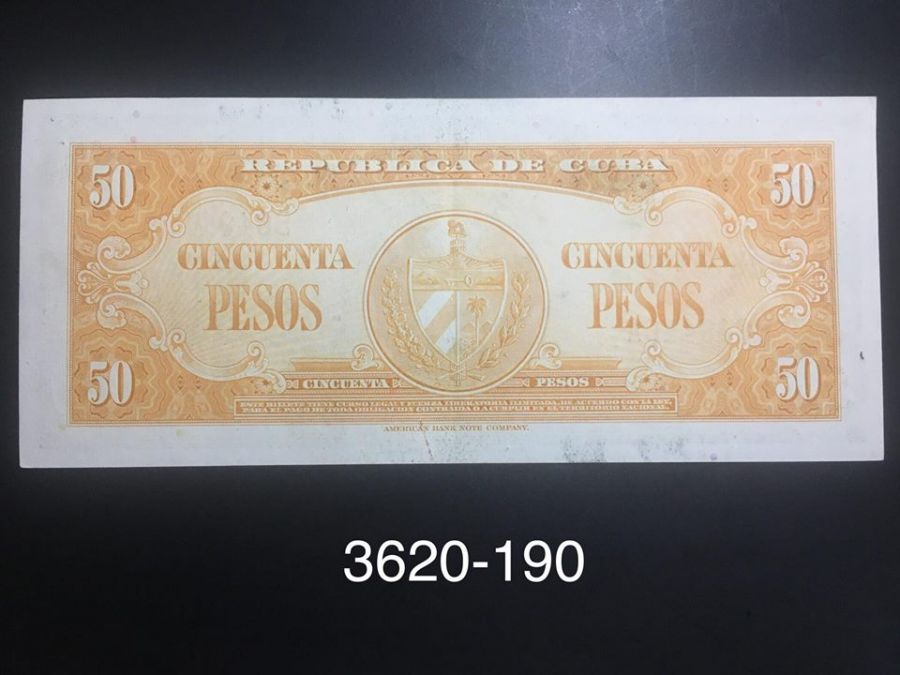 REPUBLICA DE CUBA
50
50
CINCUENTA
PESOS
CINCUENTA
PESOS
50
50
CINCUENTA PESOS
ESTE BILLETE TIENE CURSO LEGAL Y FUERZA LIBERATORIA ILIMITADA, DE ACUERDO CON LA LEY,
PARA EL PAGO DE TODA OBLIGACION CONTRAIDA O A CUMPLIR EN EL TERRITORIO NACIONAL.
AMERICAN BANK NOTE COMPANY.
3620-190